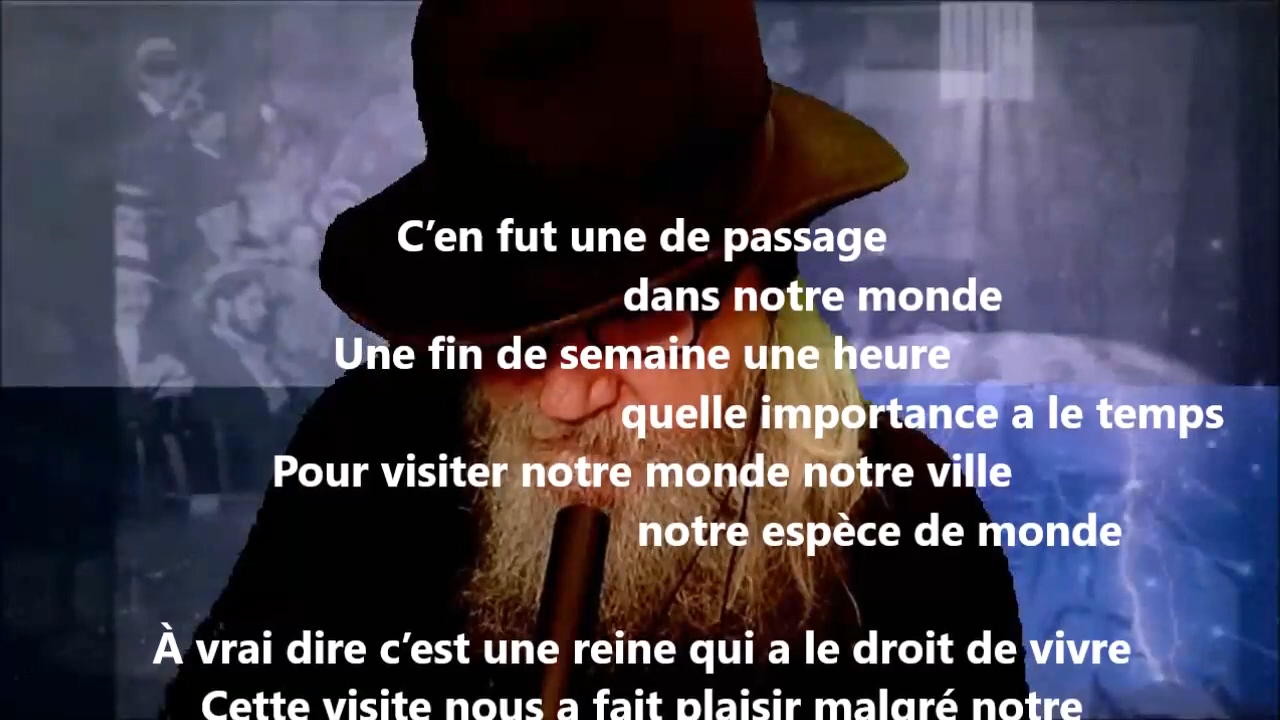 C’en fut une de passage
dans notre monde
Une fin de semaine une heure
quelle importance a le temps
Pour visiter notre monde notre ville
notre espèce de monde
À vrai dire c’est une reine qui a le droit de vivre
Cette visite nous a fait plaisir malgré notre